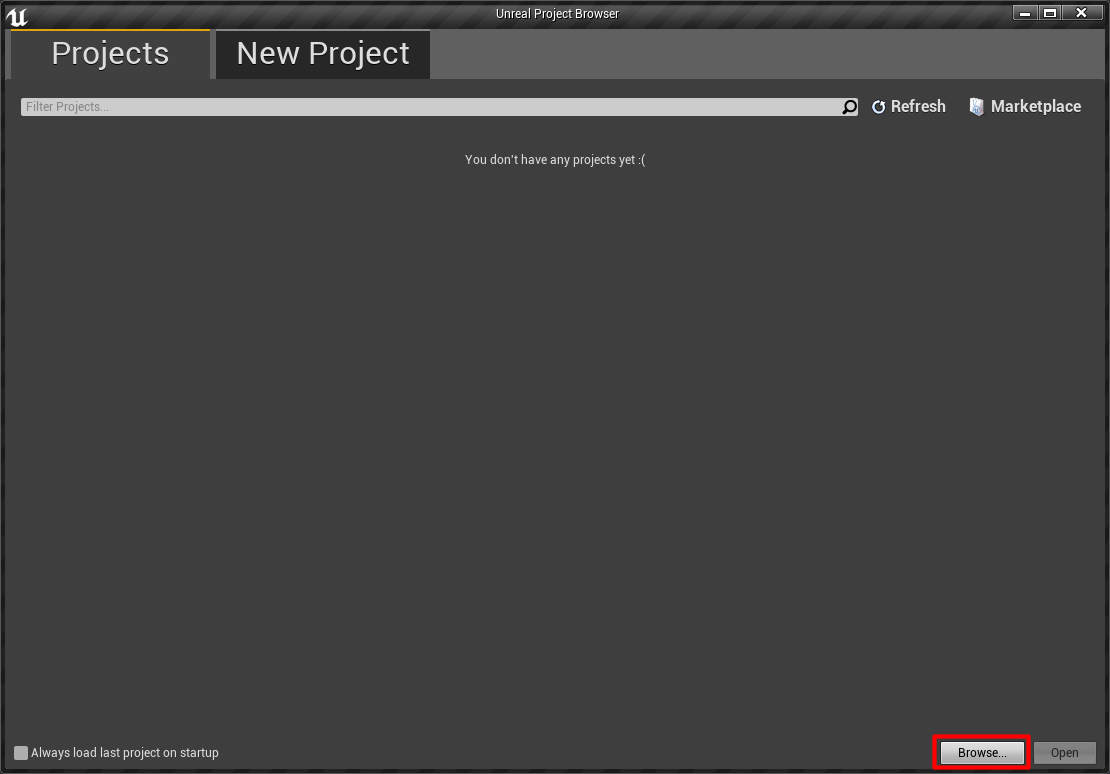 Unreal Project Browser
Projects
New Project
Filter Projects...
Refresh
Marketplace
You don't have any projects yet :(
Always load last project on startup
Browse...
Open